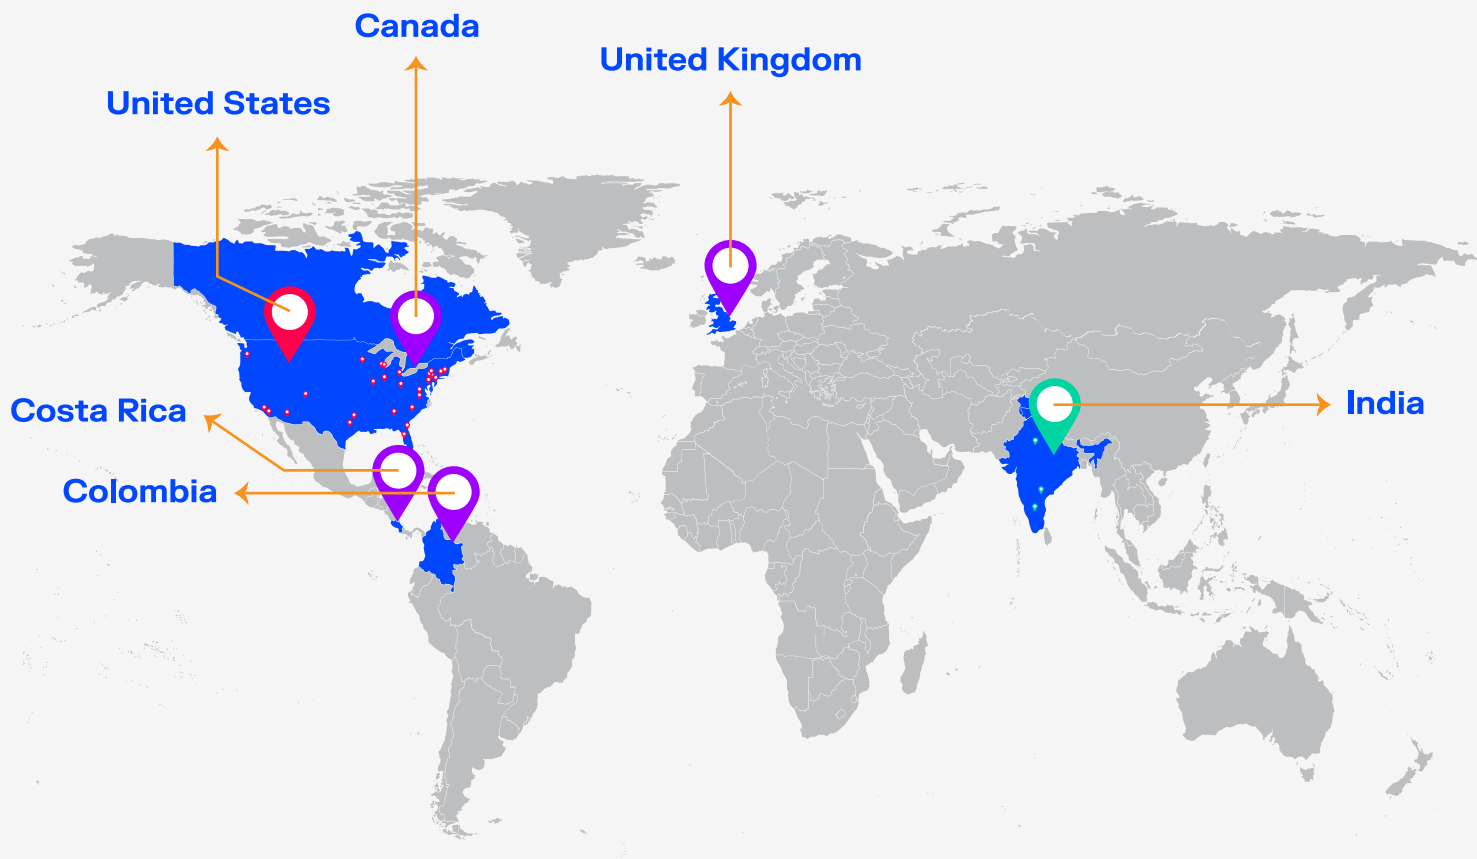 Canada
United Kingdom
United States
Costa Rica
India
Colombia